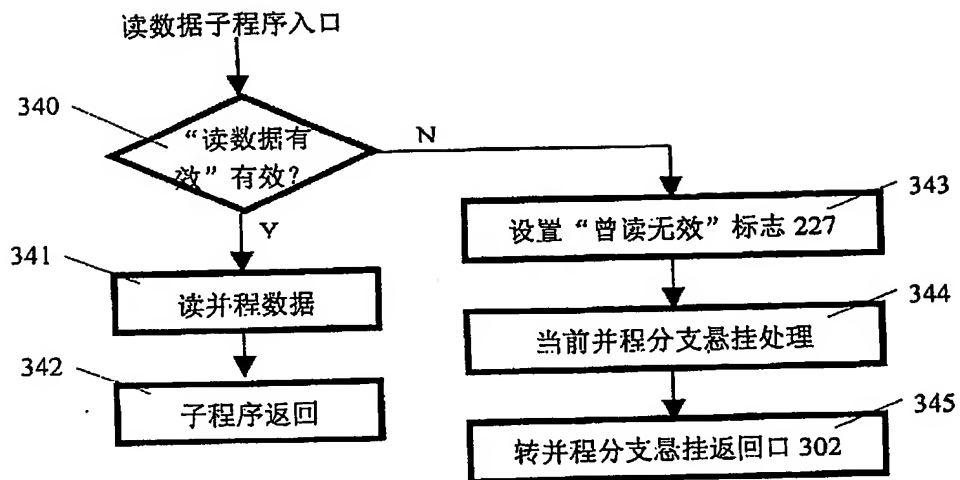 读数据子程序入口
340
“读数据有
效”有效？
N
Y
343
设置“曾读无效”标志 227
341
读并程数据
344
当前并程分支悬挂处理
342
子程序返回
345
转并程分支悬挂返回口 302